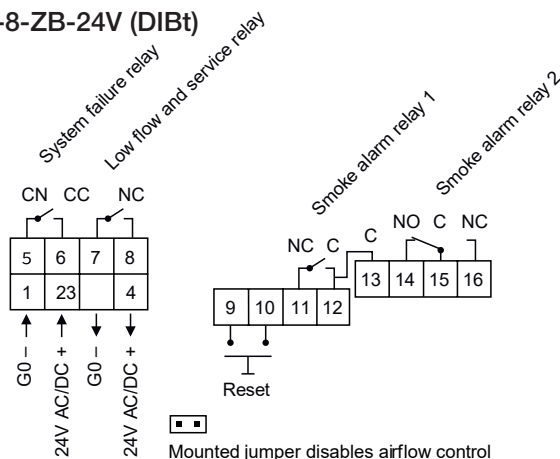 -8-ZB-24V (DIBt)
System failure relay
Low flow and service relay
Smoke alarm relay 1
Smoke alarm relay 2
CN CC NC
NC C C NO C NC
5 6 7 8
1 23 4
9 10 11 12
13 14 15 16
G0 –
24V AC/DC +
G0 –
24V AC/DC +
Reset
Mounted jumper disables airflow control